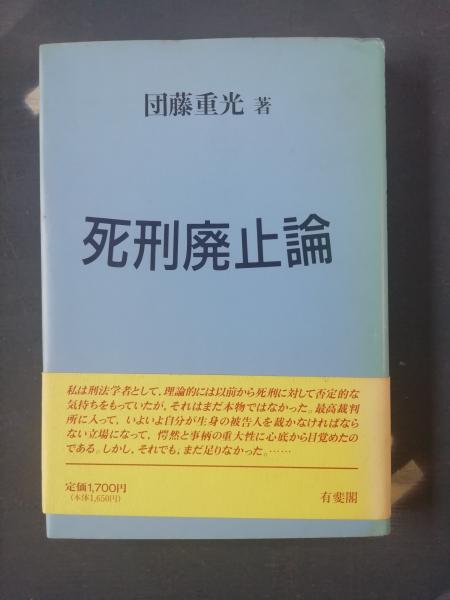 団藤重光 著
死刑廃止論
私は刑法学者として，理論的には以前から死刑に対して否定的な
気持ちをもっていたが，それはまだ本物ではなかった。最高裁判
所に入って，いよいよ自分が生身の被告人を裁かなければなら
ない立場になって，愕然と事柄の重大性に心底から目覚めたの
である。しかし，それでも，まだ足りなかった。……
定価1,700円
(本体1,650円)
有斐閣